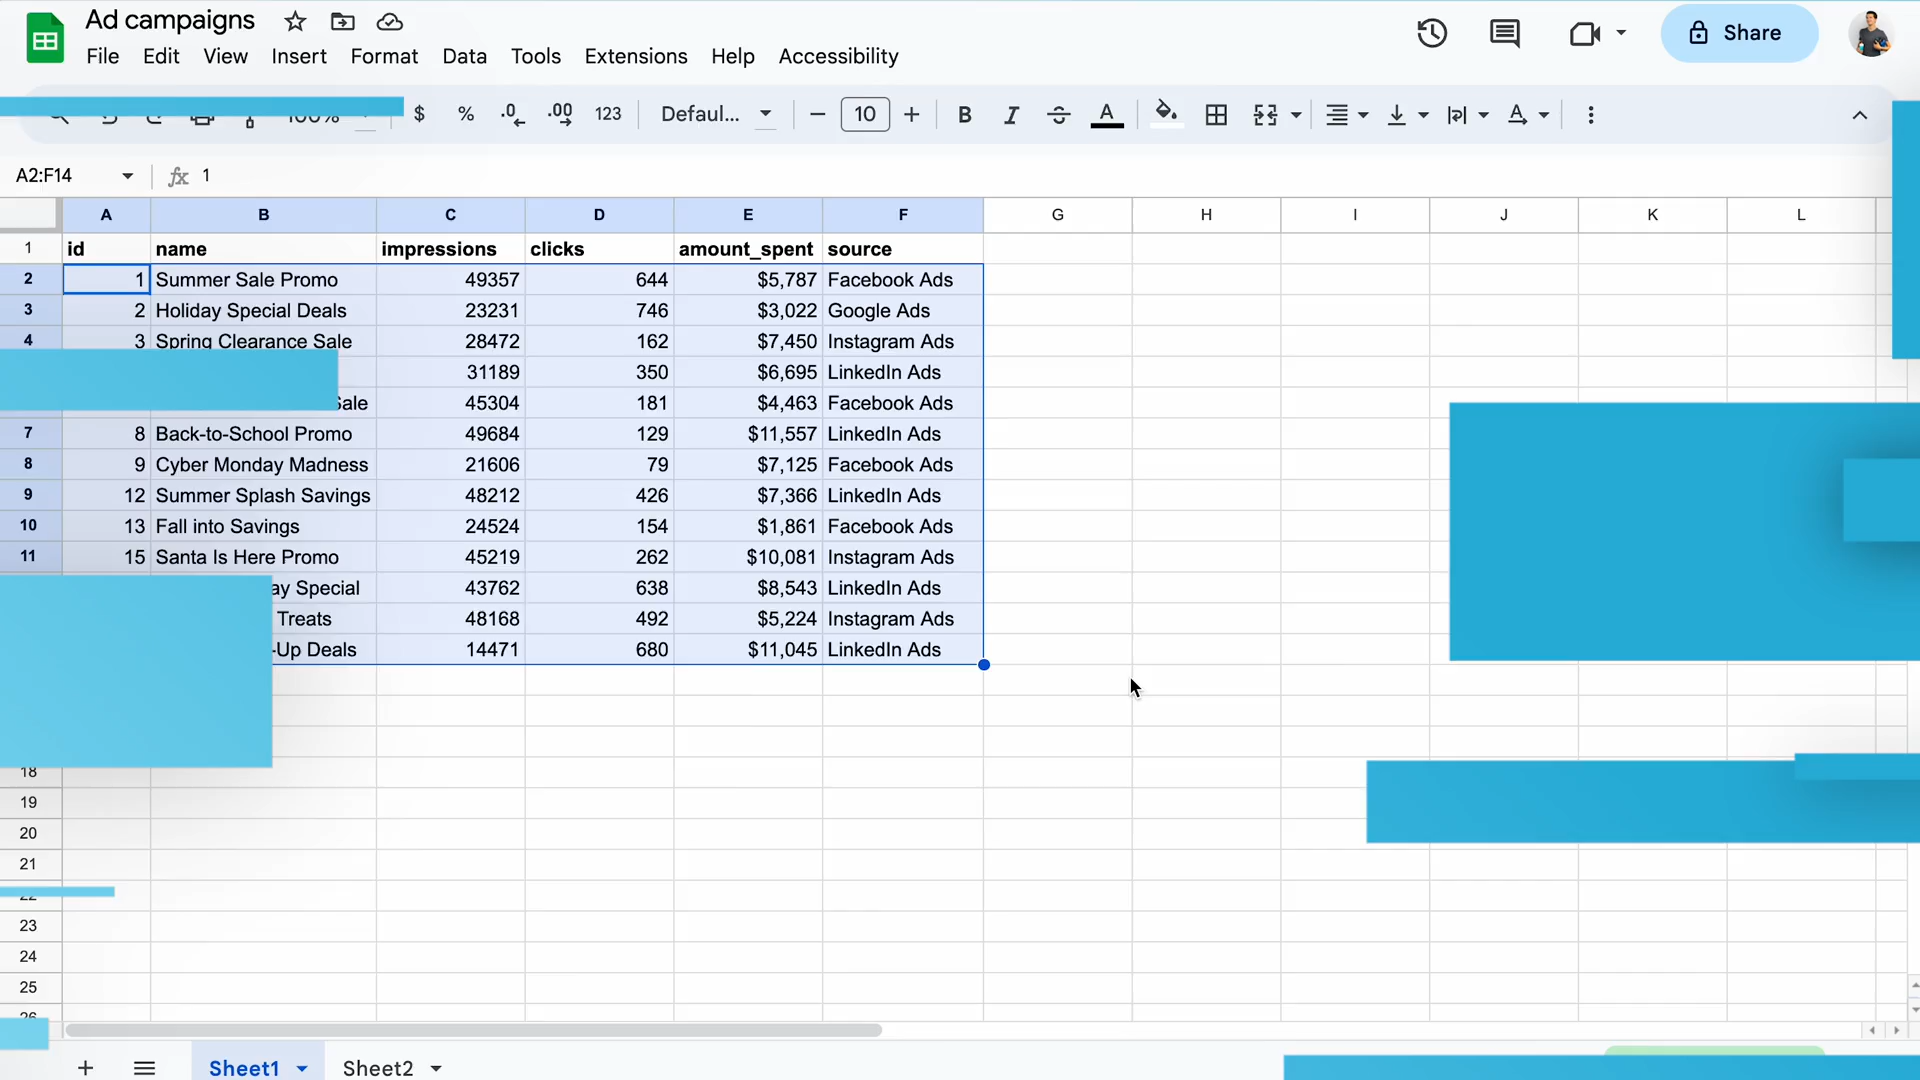 Ad campaigns
File Edit View Insert Format Data Tools Extensions Help Accessibility
Share
100% $ % .0 .00 123 Defaul... 10 B I A A
A2:F14 fx 1
A B C D E F G H I J K L
1 id name impressions clicks amount_spent source
2 1 Summer Sale Promo 49357 644 $5,787 Facebook Ads
3 2 Holiday Special Deals 23231 746 $3,022 Google Ads
4 3 Spring Clearance Sale 28472 162 $7,450 Instagram Ads
31189 350 $6,695 LinkedIn Ads
Sale 45304 181 $4,463 Facebook Ads
7 8 Back-to-School Promo 49684 129 $11,557 LinkedIn Ads
8 9 Cyber Monday Madness 21606 79 $7,125 Facebook Ads
9 12 Summer Splash Savings 48212 426 $7,366 LinkedIn Ads
10 13 Fall into Savings 24524 154 $1,861 Facebook Ads
11 15 Santa Is Here Promo 45219 262 $10,081 Instagram Ads
ay Special 43762 638 $8,543 LinkedIn Ads
Treats 48168 492 $5,224 Instagram Ads
-Up Deals 14471 680 $11,045 LinkedIn Ads
18
19
20
21
22
23
24
25
26
Sheet1 Sheet2